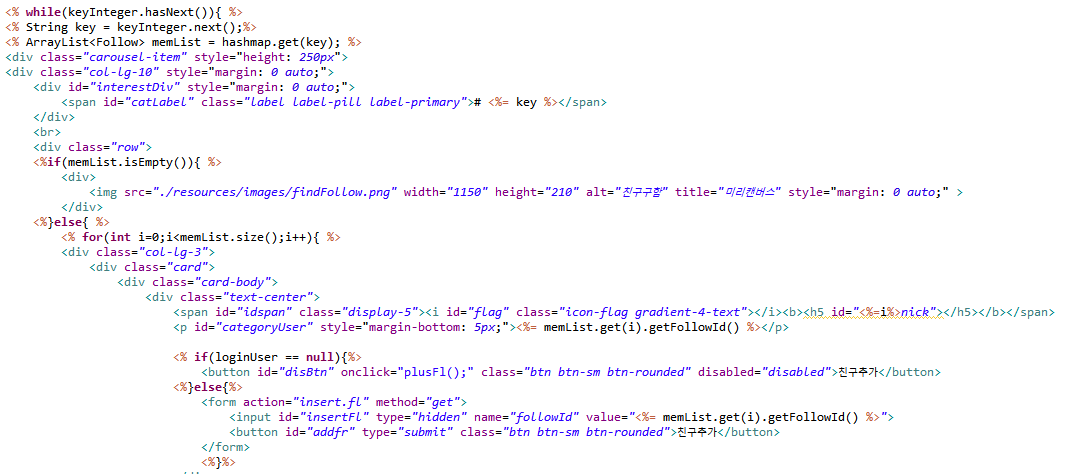 <% while(keyInteger.hasNext()){ %>
<% String key = keyInteger.next();%>
<% ArrayList<Follow> memList = hashmap.get(key); %>
<div class="carousel-item" style="height: 250px">
<div class="col-lg-10" style="margin: 0 auto;">
<div id="interestDiv" style="margin: 0 auto;">
<span id="catLabel" class="label label-pill label-primary"># <%= key %></span>
</div>
<br>
<div class="row">
<%if(memList.isEmpty()){ %>
<div>
<img src="./resources/images/findFollow.png" width="1150" height="210" alt="친구구함" title="미리캔버스" style="margin: 0 auto;" >
</div>
<%}else{ %>
<% for(int i=0;i<memList.size();i++){ %>
<div class="col-lg-3">
<div class="card">
<div class="card-body">
<div class="text-center">
<span id="idspan" class="display-5"><i id="flag" class="icon-flag gradient-4-text"></i><b><h5 id="<%=i%>nick"></h5></b></span>
<p id="categoryUser" style="margin-bottom: 5px;"><%= memList.get(i).getFollowId() %></p>
<% if(loginUser == null){%>
<button id="disBtn" onclick="plusFl();" class="btn btn-sm btn-rounded" disabled="disabled">친구추가</button>
<%}else{%>
<form action="insert.fl" method="get">
<input id="insertFl" type="hidden" name="followId" value="<%= memList.get(i).getFollowId() %>">
<button id="addfr" type="submit" class="btn btn-sm btn-rounded">친구추가</button>
</form>
<%}%>